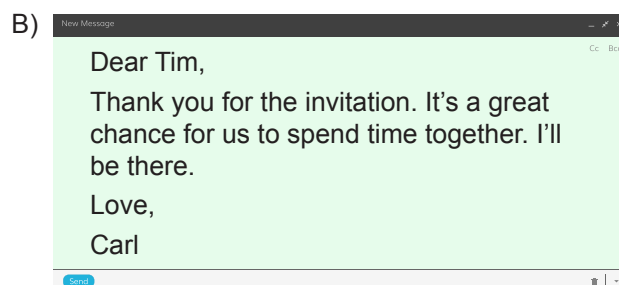 B)
New Message
Cc Bcc
Dear Tim,
Thank you for the invitation. It's a great
chance for us to spend time together. I'll
be there.
Love,
Carl
Send